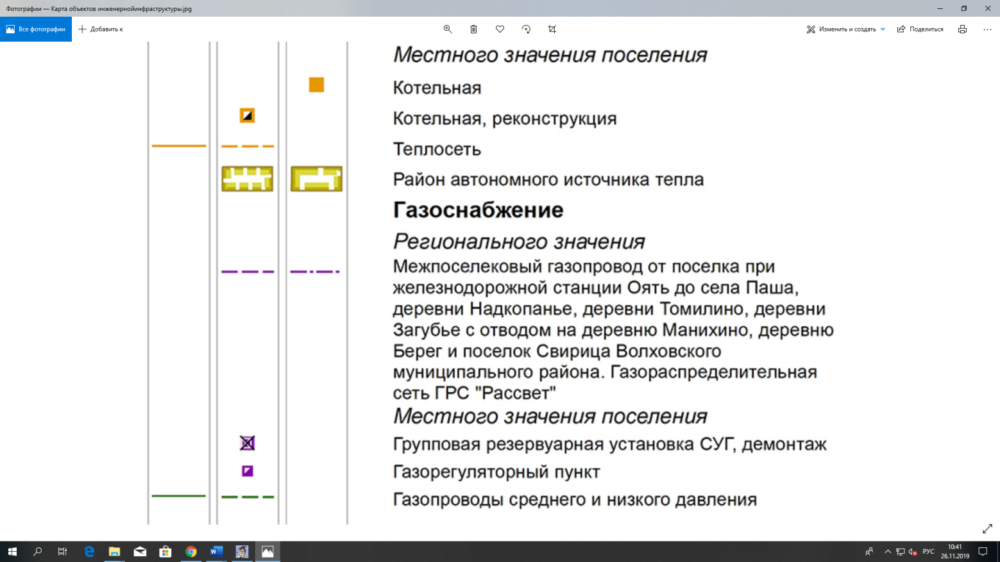 Фотографии — Карта объектов инженернойинфраструктуры.jpg
Все фотографии
Добавить к
Изменить и создать
Поделиться
Местного значения поселения
Котельная
Котельная, реконструкция
Теплосеть
Район автономного источника тепла
Газоснабжение
Регионального значения
Межпоселековый газопровод от поселка при
железнодорожной станции Оять до села Паша,
деревни Надкопанье, деревни Томилино, деревни
Загубье с отводом на деревню Манихино, деревню
Берег и поселок Свирица Волховского
муниципального района. Газораспределительная
сеть ГРС "Рассвет"
Местного значения поселения
Групповая резервуарная установка СУГ, демонтаж
Газорегуляторный пункт
Газопроводы среднего и низкого давления
РУС
10:41
26.11.2019